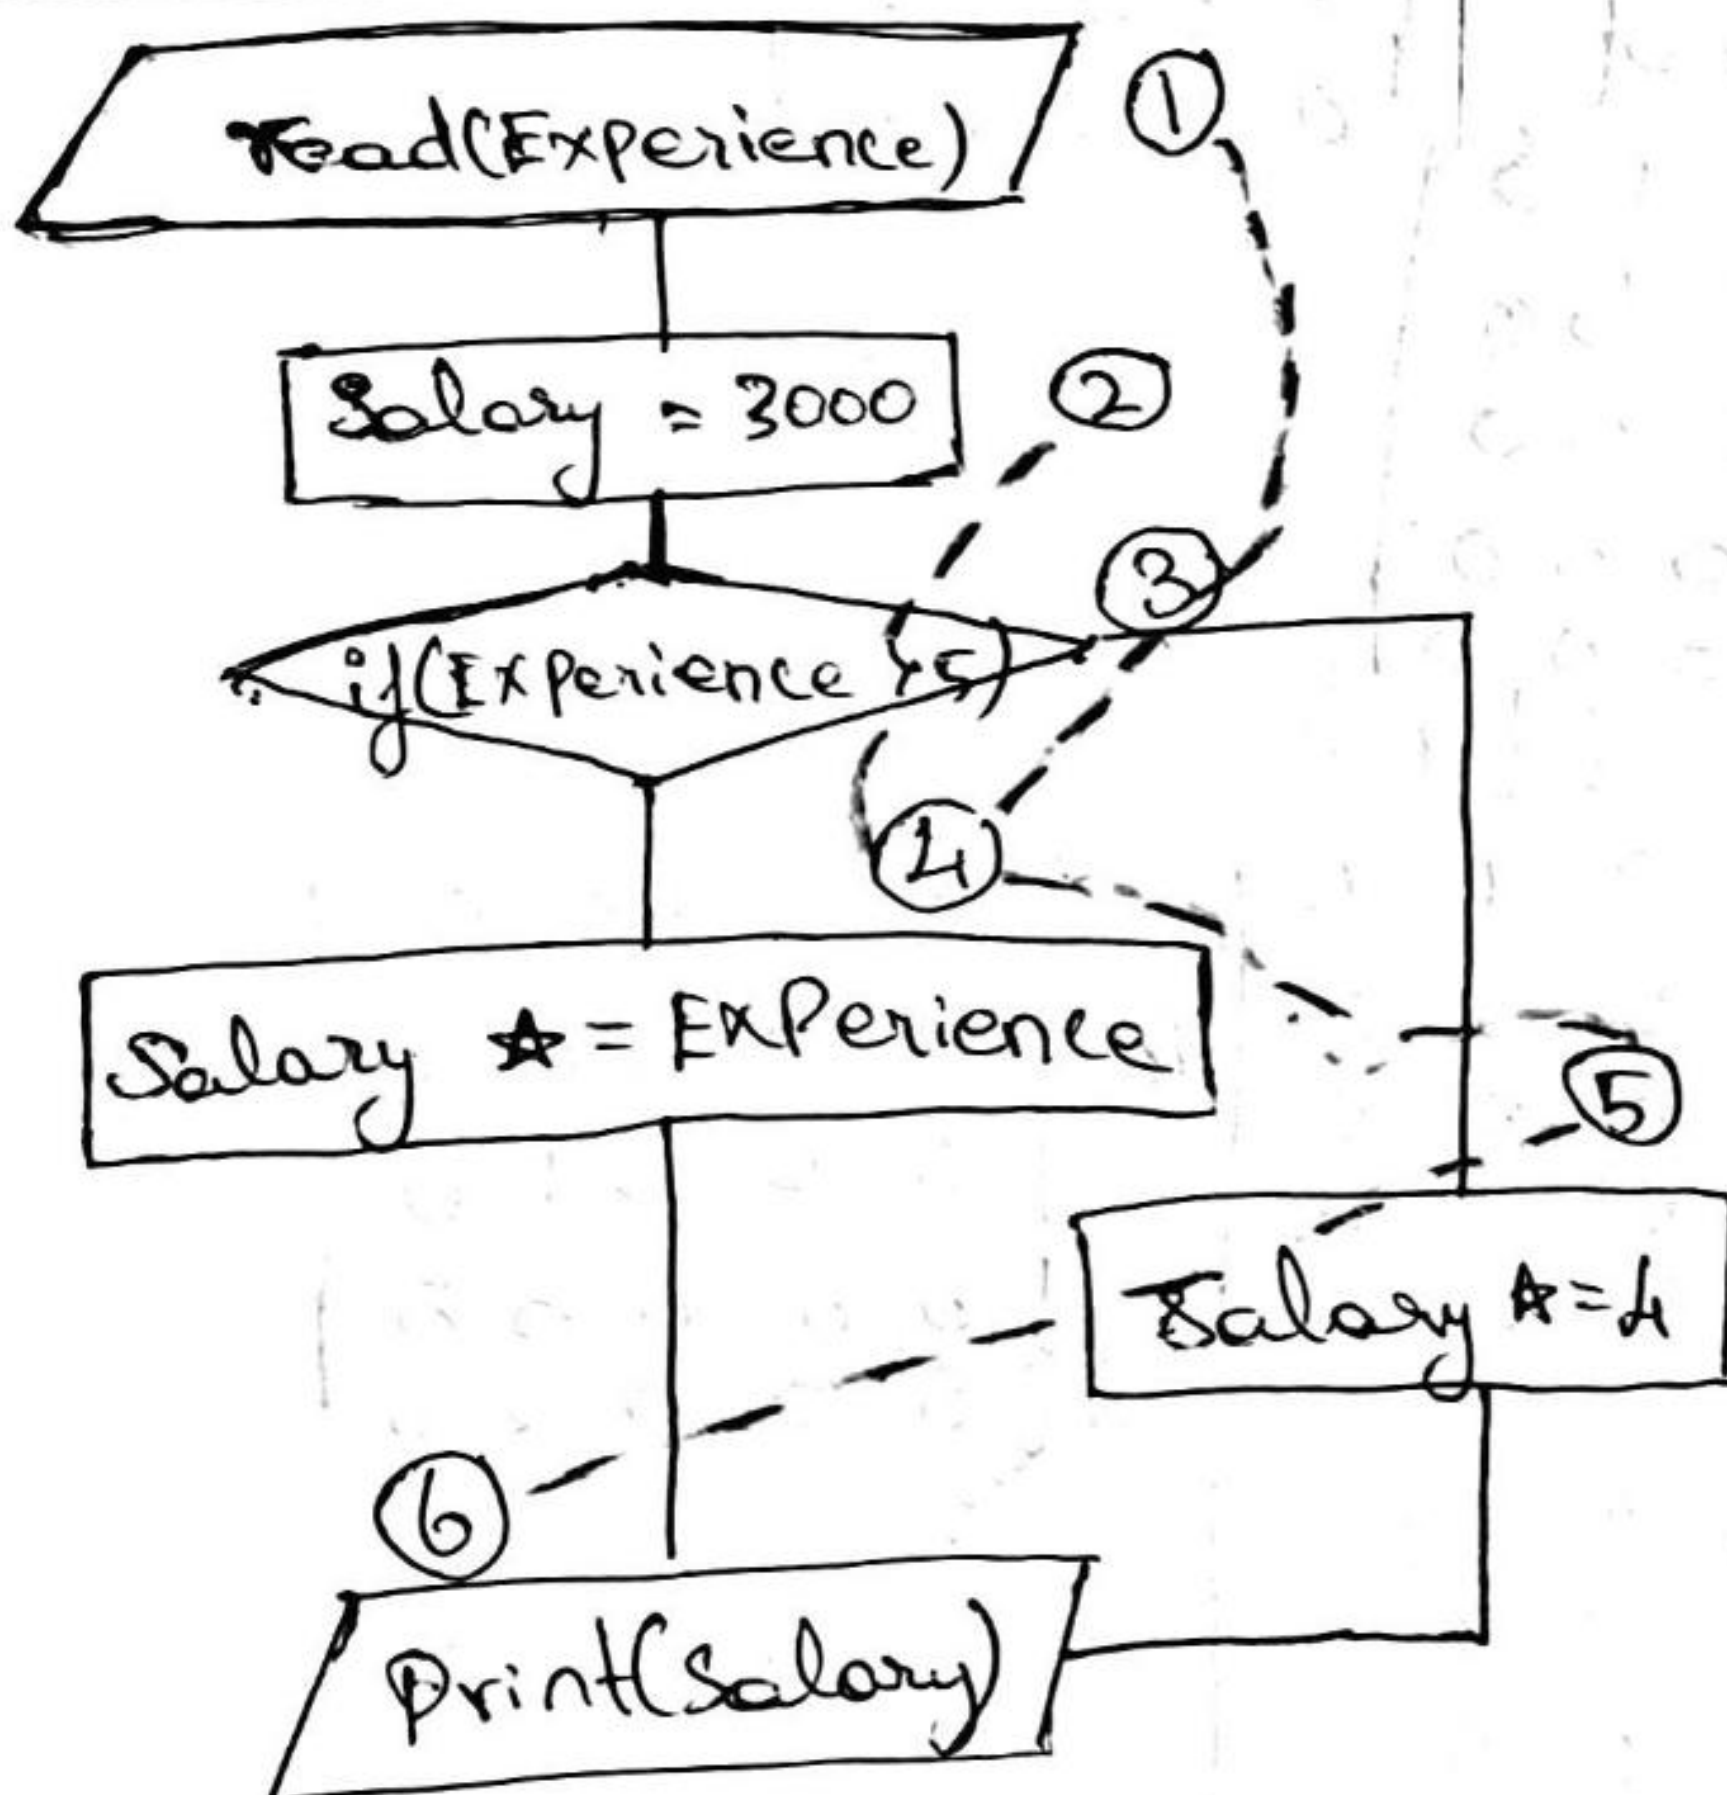 read(Experience)
1
Salary = 3000
2
3
if(Experience >5)
4
Salary *= Experience
5
Salary *=4
6
Print(Salary)